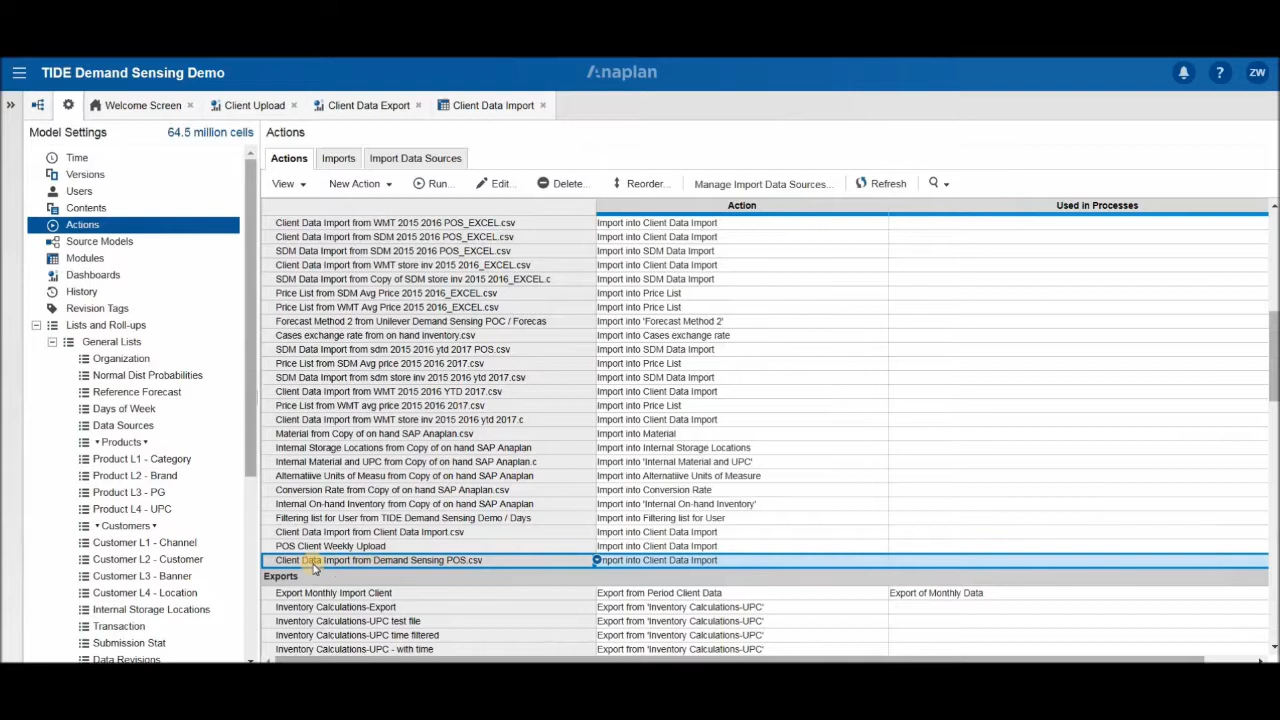 TIDE Demand Sensing Demo
Anaplan
? ZW
Welcome Screen × Client Upload × Client Data Export × Client Data Import ×
Model Settings 64.5 million cells
Time
Versions
Users
Contents
Actions
Source Models
Modules
Dashboards
History
Revision Tags
Lists and Roll-ups
General Lists
Organization
Normal Dist Probabilities
Reference Forecast
Days of Week
Data Sources
Products
Product L1 - Category
Product L2 - Brand
Product L3 - PG
Product L4 - UPC
Customers
Customer L1 - Channel
Customer L2 - Customer
Customer L3 - Banner
Customer L4 - Location
Internal Storage Locations
Transaction
Submission Stat
Data Revisions
Actions
Actions Imports Import Data Sources
View New Action Run... Edit... Delete... Reorder... Manage Import Data Sources... Refresh
Action Used in Processes
Client Data Import from WMT 2015 2016 POS_EXCEL.csv Import into Client Data Import
Client Data Import from SDM 2015 2016 POS_EXCEL.csv Import into Client Data Import
SDM Data Import from SDM 2015 2016 POS_EXCEL.csv Import into SDM Data Import
Client Data Import from WMT store inv 2015 2016_EXCEL.csv Import into Client Data Import
SDM Data Import from Copy of SDM store inv 2015 2016_EXCEL.c Import into SDM Data Import
Price List from SDM Avg Price 2015 2016_EXCEL.csv Import into Price List
Price List from WMT Avg Price 2015 2016_EXCEL.csv Import into Price List
Forecast Method 2 from Unilever Demand Sensing POC / Forecas Import into 'Forecast Method 2'
Cases exchange rate from on hand inventory.csv Import into Cases exchange rate
SDM Data Import from sdm 2015 2016 ytd 2017 POS.csv Import into SDM Data Import
Price List from SDM Avg price 2015 2016 2017.csv Import into Price List
SDM Data Import from sdm store inv 2015 2016 ytd 2017.csv Import into SDM Data Import
Client Data Import from WMT 2015 2016 YTD 2017.csv Import into Client Data Import
Price List from WMT avg price 2015 2016 2017.csv Import into Price List
Client Data Import from WMT store inv 2015 2016 ytd 2017.c Import into Client Data Import
Material from Copy of on hand SAP Anaplan.csv Import into Material
Internal Storage Locations from Copy of on hand SAP Anaplan Import into Internal Storage Locations
Internal Material and UPC from Copy of on hand SAP Anaplan.c Import into 'Internal Material and UPC'
Alternatiive Units of Measu from Copy of on hand SAP Anaplan Import into Alternatiive Units of Measure
Conversion Rate from Copy of on hand SAP Anaplan.csv Import into Conversion Rate
Internal On-hand Inventory from Copy of on hand SAP Anaplan Import into 'Internal On-hand Inventory'
Filtering list for User from TIDE Demand Sensing Demo / Days Import into Filtering list for User
Client Data Import from Client Data Import.csv Import into Client Data Import
POS Client Weekly Upload Import into Client Data Import
Client Data Import from Demand Sensing POS.csv Import into Client Data Import
Exports
Export Monthly Import Client Export from Period Client Data Export of Monthly Data
Inventory Calculations-Export Export from 'Inventory Calculations-UPC'
Inventory Calculations-UPC test file Export from 'Inventory Calculations-UPC'
Inventory Calculations-UPC time filtered Export from 'Inventory Calculations-UPC'
Inventory Calculations-UPC - with time Export from 'Inventory Calculations-UPC'